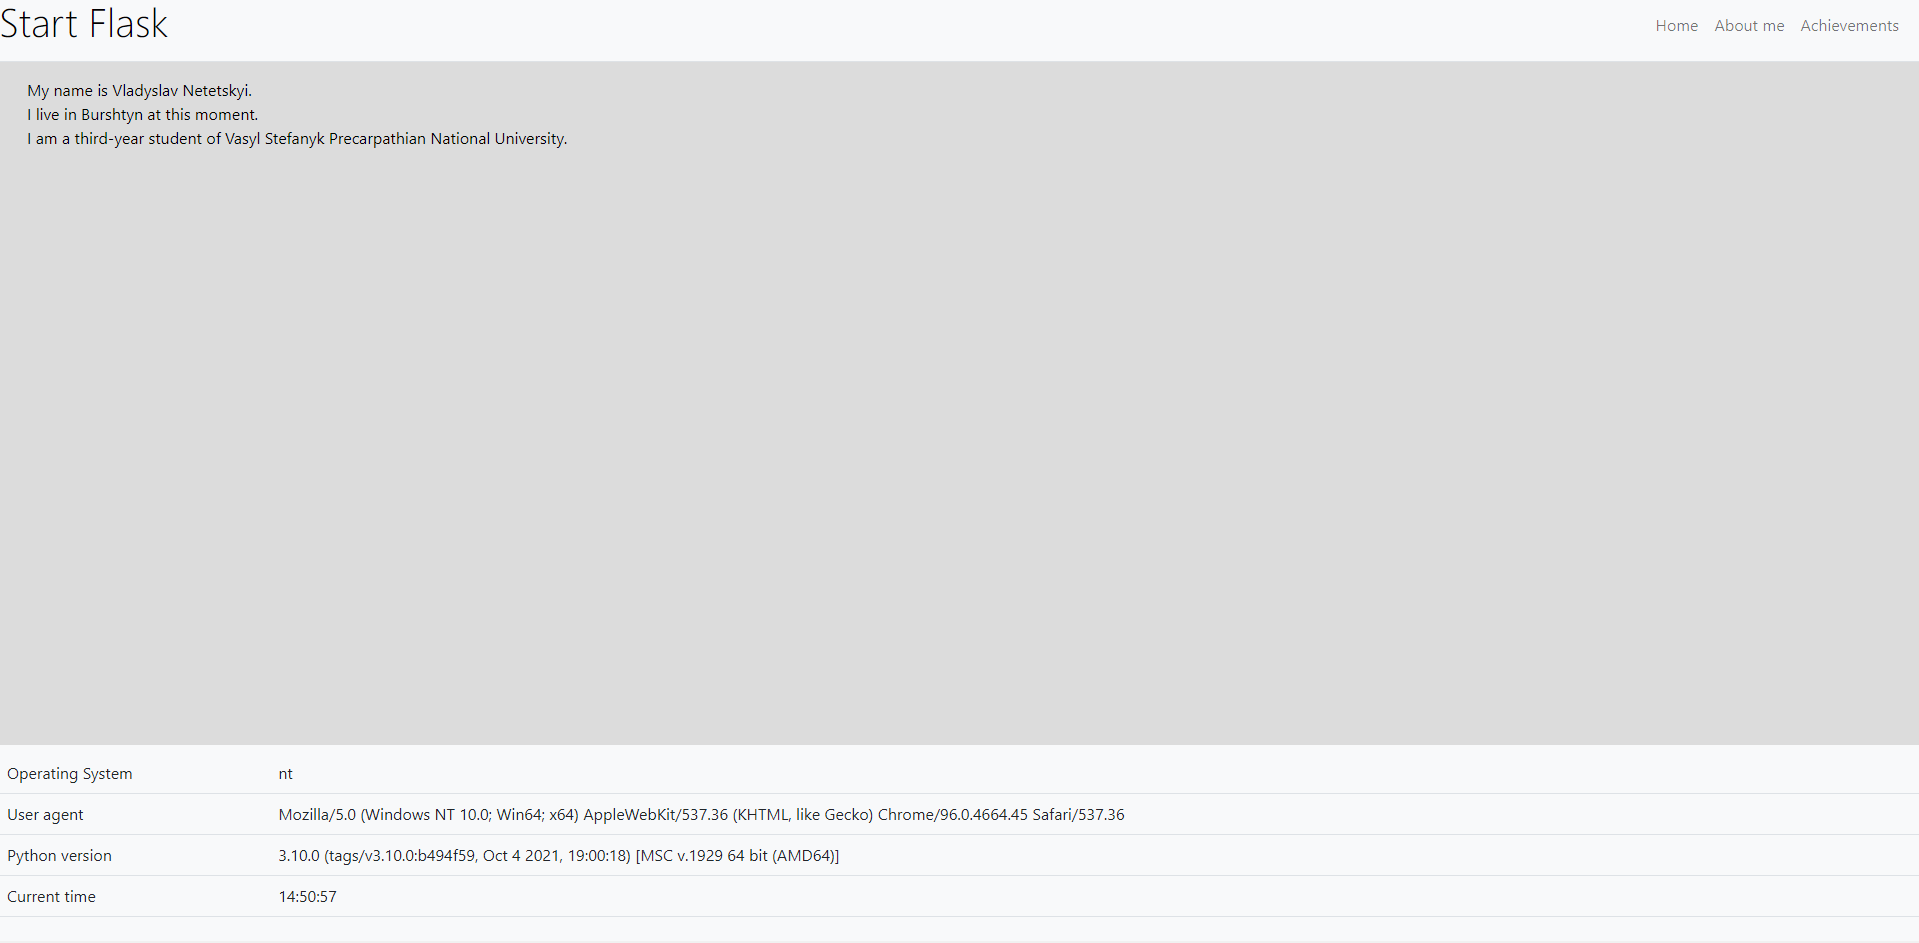 Start Flask
Home About me Achievements
My name is Vladyslav Netetskyi.
I live in Burshtyn at this moment.
I am a third-year student of Vasyl Stefanyk Precarpathian National University.
Operating System nt
User agent Mozilla/5.0 (Windows NT 10.0; Win64; x64) AppleWebKit/537.36 (KHTML, like Gecko) Chrome/96.0.4664.45 Safari/537.36
Python version 3.10.0 (tags/v3.10.0:b494f59, Oct 4 2021, 19:00:18) [MSC v.1929 64 bit (AMD64)]
Current time 14:50:57